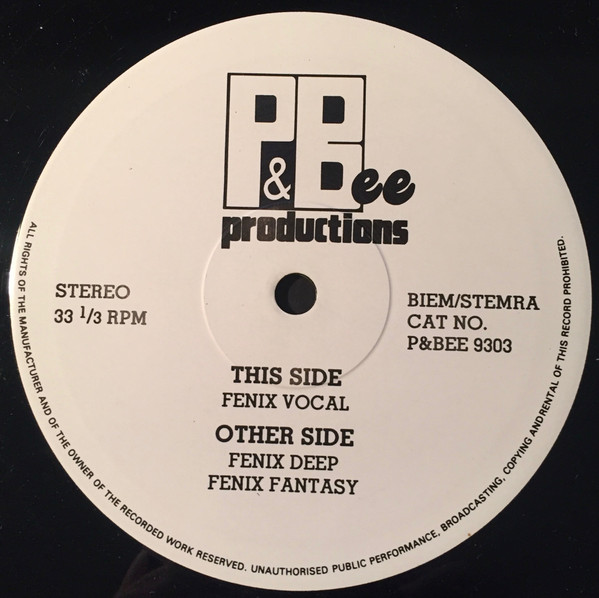 P&Bee
productions
STEREO
33 1/3 RPM
BIEM/STEMRA
CAT NO.
P&BEE 9303
THIS SIDE
FENIX VOCAL
OTHER SIDE
FENIX DEEP
FENIX FANTASY
ALL RIGHTS OF THE MANUFACTURER AND OF THE OWNER OF THE RECORDED WORK RESERVED. UNAUTHORISED PUBLIC PERFORMANCE, BROADCASTING, COPYING ANDRENTAL OF THIS RECORD PROHIBITED.